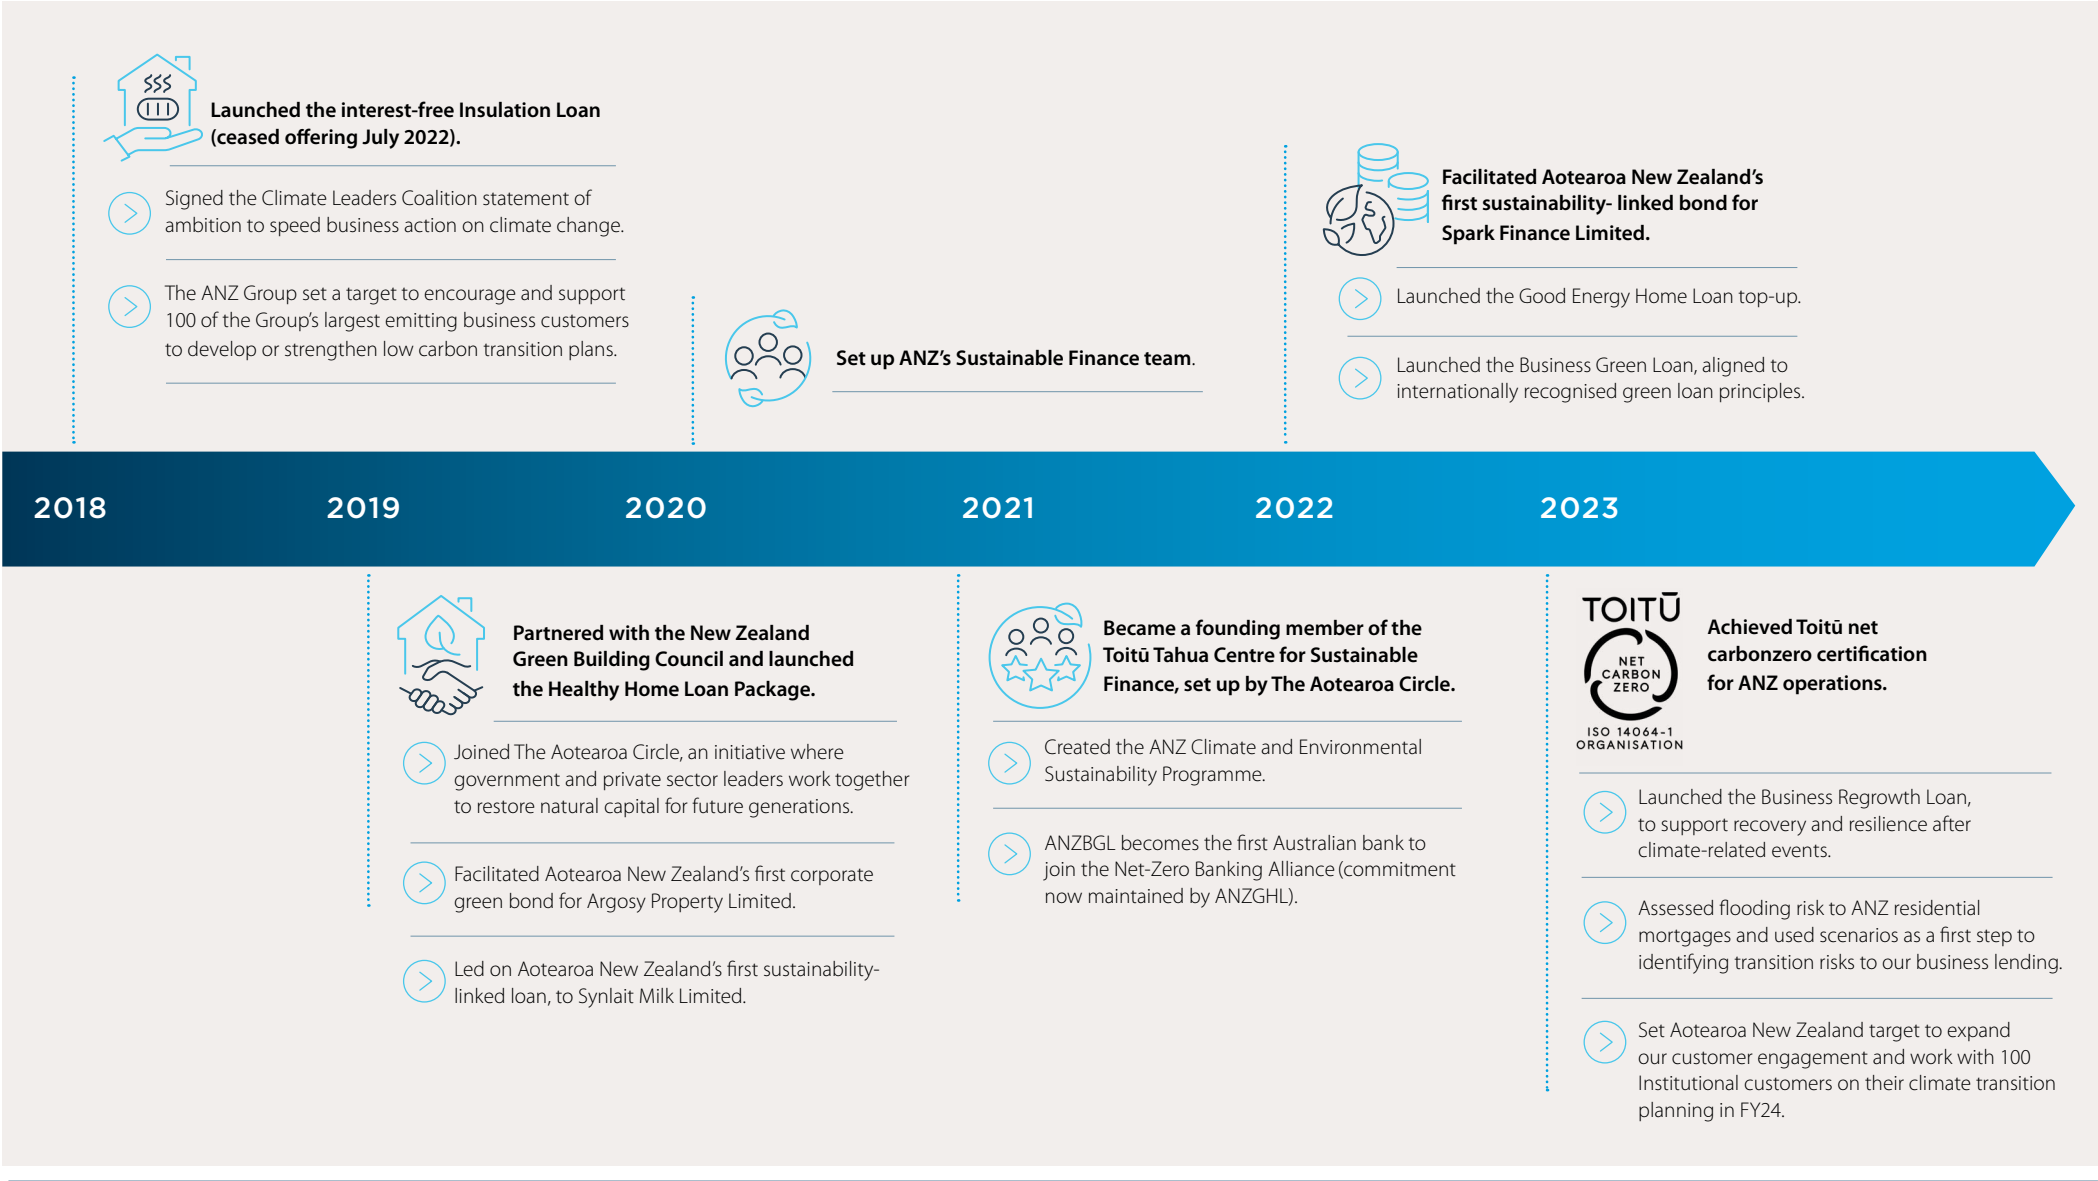 Launched the interest-free Insulation Loan
(ceased offering July 2022).
Signed the Climate Leaders Coalition statement of
ambition to speed business action on climate change.
The ANZ Group set a target to encourage and support
100 of the Group’s largest emitting business customers
to develop or strengthen low carbon transition plans.
Set up ANZ’s Sustainable Finance team.
Facilitated Aotearoa New Zealand’s
first sustainability- linked bond for
Spark Finance Limited.
Launched the Good Energy Home Loan top-up.
Launched the Business Green Loan, aligned to
internationally recognised green loan principles.
2018 2019 2020 2021 2022 2023
Partnered with the New Zealand
Green Building Council and launched
the Healthy Home Loan Package.
Joined The Aotearoa Circle, an initiative where
government and private sector leaders work together
to restore natural capital for future generations.
Facilitated Aotearoa New Zealand’s first corporate
green bond for Argosy Property Limited.
Led on Aotearoa New Zealand’s first sustainability-
linked loan, to Synlait Milk Limited.
Became a founding member of the
Toitū Tahua Centre for Sustainable
Finance, set up by The Aotearoa Circle.
Created the ANZ Climate and Environmental
Sustainability Programme.
ANZBGL becomes the first Australian bank to
join the Net-Zero Banking Alliance (commitment
now maintained by ANZGHL).
TOITŪ
NET
CARBON
ZERO
ISO 14064-1
ORGANISATION
Achieved Toitū net
carbonzero certification
for ANZ operations.
Launched the Business Regrowth Loan,
to support recovery and resilience after
climate-related events.
Assessed flooding risk to ANZ residential
mortgages and used scenarios as a first step to
identifying transition risks to our business lending.
Set Aotearoa New Zealand target to expand
our customer engagement and work with 100
Institutional customers on their climate transition
planning in FY24.